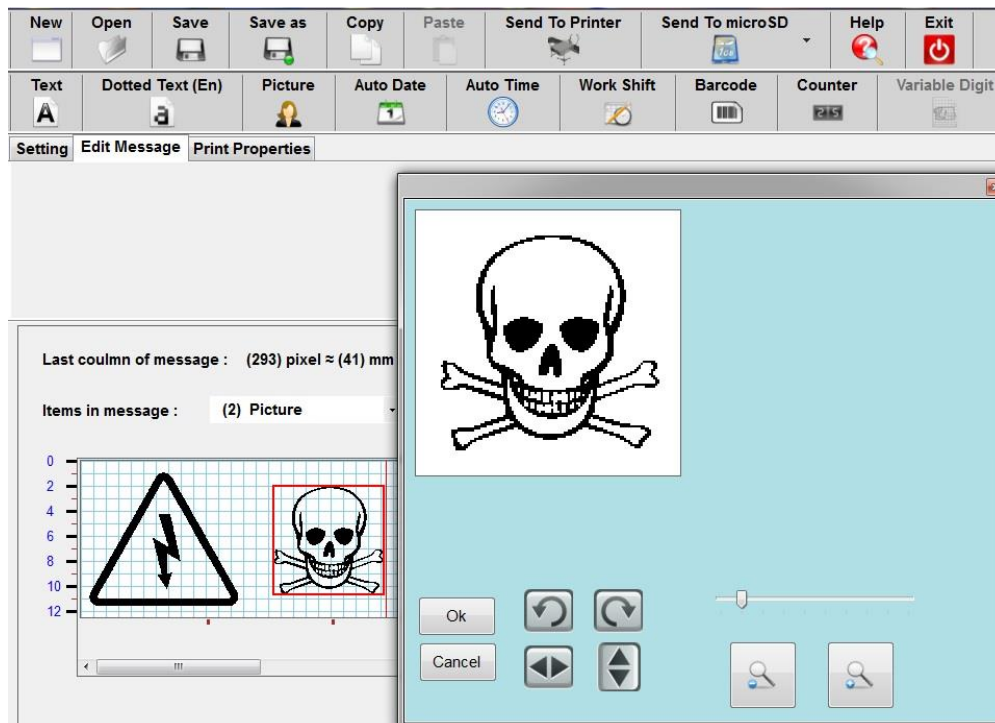 New Open Save Save as Copy Paste Send To Printer Send To microSD Help Exit
Text Dotted Text (En) Picture Auto Date Auto Time Work Shift Barcode Counter Variable Digit
Setting Edit Message Print Properties
Last coulmn of message : (293) pixel ≈ (41) mm
Items in message : (2) Picture
0
2
4
6
8
10
12
Ok
Cancel